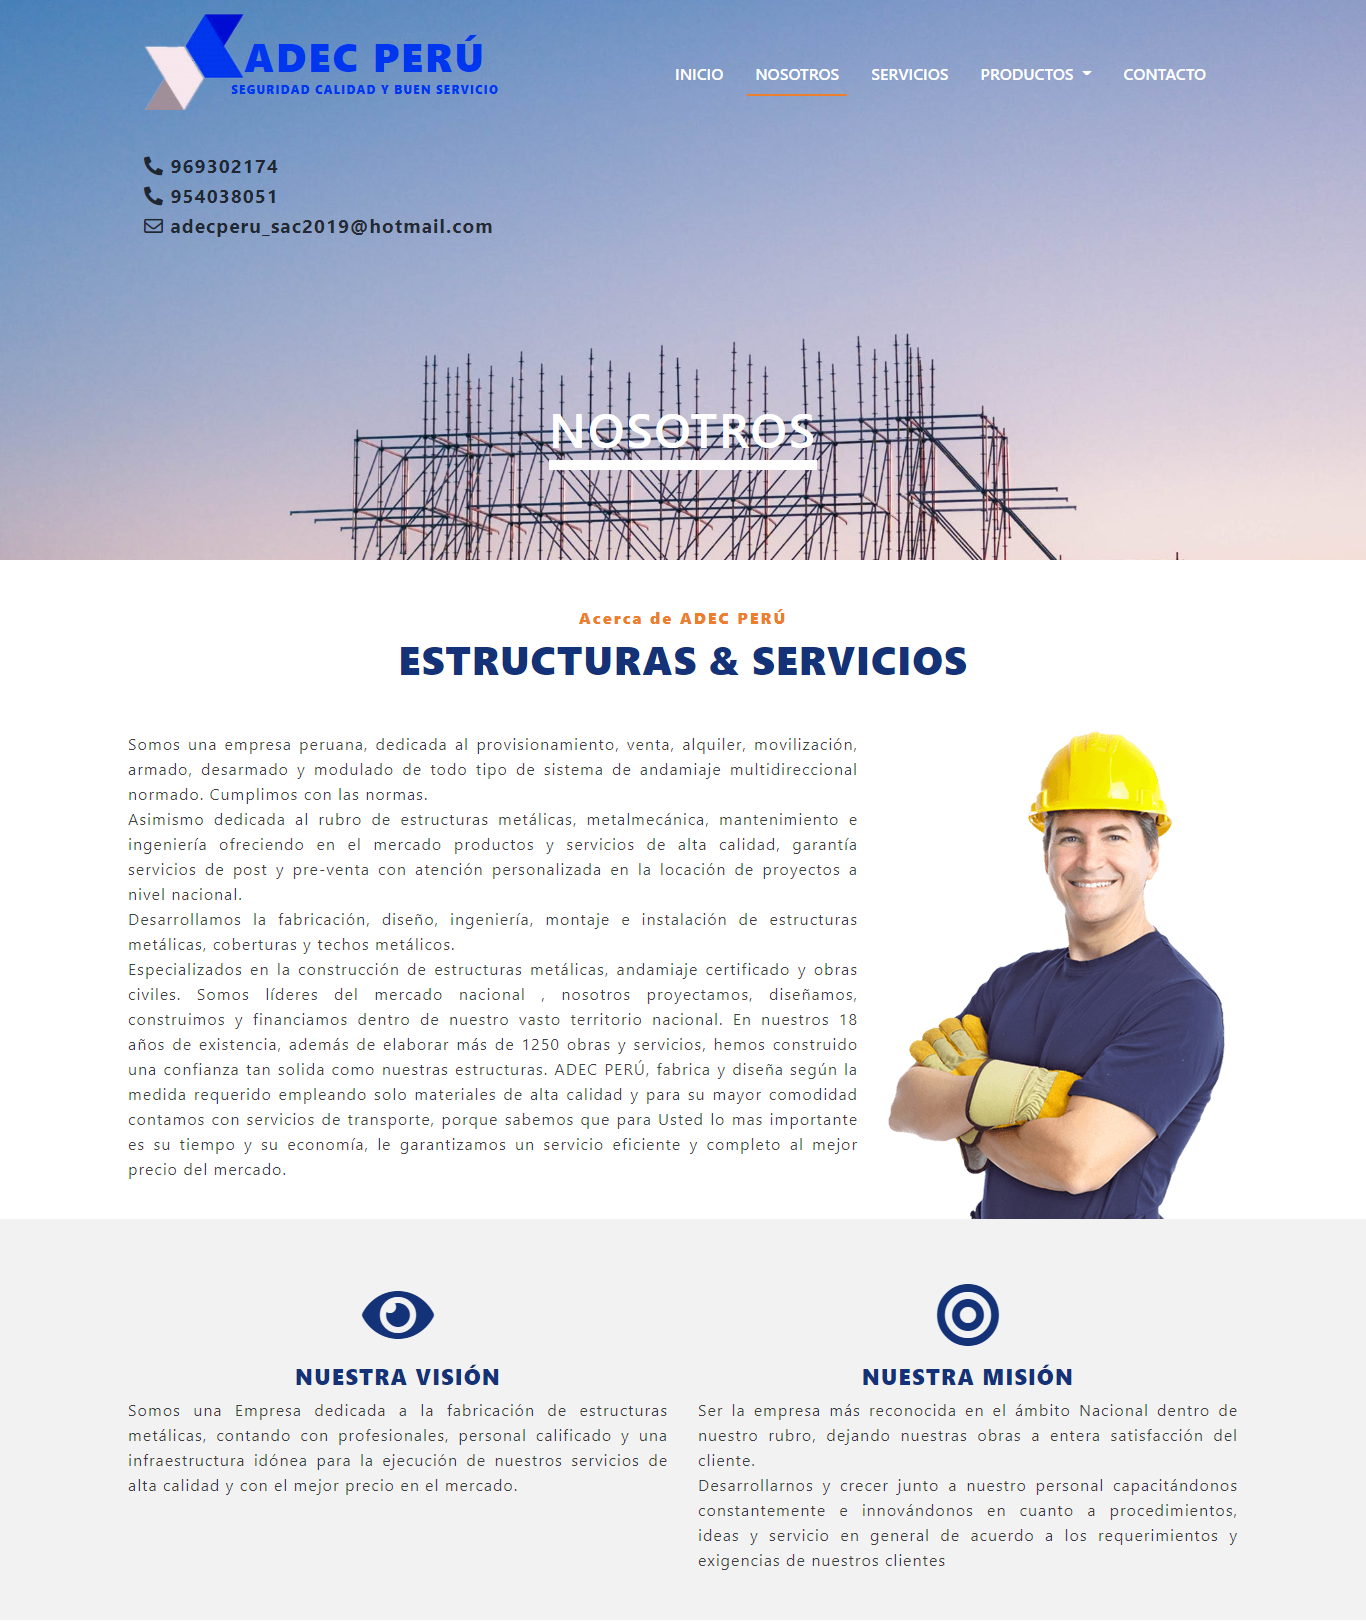 ADEC PERÚ
SEGURIDAD CALIDAD Y BUEN SERVICIO
INICIO NOSOTROS SERVICIOS PRODUCTOS CONTACTO
969302174
954038051
adecperu_sac2019@hotmail.com
NOSOTROS
Acerca de ADEC PERÚ
ESTRUCTURAS & SERVICIOS
Somos una empresa peruana, dedicada al provisionamiento, venta, alquiler, movilización,
armado, desarmado y modulado de todo tipo de sistema de andamiaje multidireccional
normado. Cumplimos con las normas.
Asimismo dedicada al rubro de estructuras metálicas, metalmecánica, mantenimiento e
ingeniería ofreciendo en el mercado productos y servicios de alta calidad, garantía
servicios de post y pre-venta con atención personalizada en la locación de proyectos a
nivel nacional.
Desarrollamos la fabricación, diseño, ingeniería, montaje e instalación de estructuras
metálicas, coberturas y techos metálicos.
Especializados en la construcción de estructuras metálicas, andamiaje certificado y obras
civiles. Somos líderes del mercado nacional , nosotros proyectamos, diseñamos,
construimos y financiamos dentro de nuestro vasto territorio nacional. En nuestros 18
años de existencia, además de elaborar más de 1250 obras y servicios, hemos construido
una confianza tan solida como nuestras estructuras. ADEC PERÚ, fabrica y diseña según la
medida requerido empleando solo materiales de alta calidad y para su mayor comodidad
contamos con servicios de transporte, porque sabemos que para Usted lo mas importante
es su tiempo y su economía, le garantizamos un servicio eficiente y completo al mejor
precio del mercado.
NUESTRA VISIÓN
Somos una Empresa dedicada a la fabricación de estructuras
metálicas, contando con profesionales, personal calificado y una
infraestructura idónea para la ejecución de nuestros servicios de
alta calidad y con el mejor precio en el mercado.
NUESTRA MISIÓN
Ser la empresa más reconocida en el ámbito Nacional dentro de
nuestro rubro, dejando nuestras obras a entera satisfacción del
cliente.
Desarrollarnos y crecer junto a nuestro personal capacitándonos
constantemente e innovándonos en cuanto a procedimientos,
ideas y servicio en general de acuerdo a los requerimientos y
exigencias de nuestros clientes